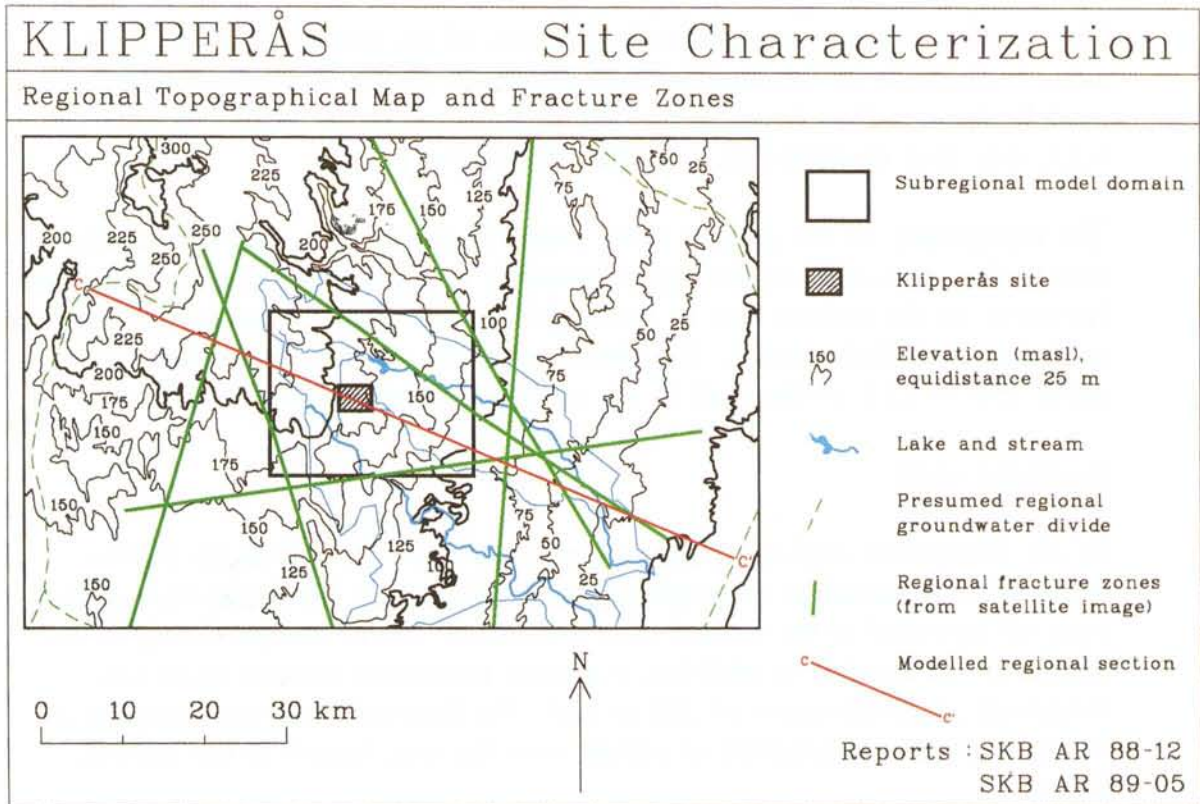 KLIPPERÅS Site Characterization
Regional Topographical Map and Fracture Zones
300
225
50
25
200
225
250
250
175
150
125
75
200
C
100
50
25
225
200
175
150
150
175
150
75
150
150
125
75
50
125
25
150
C'
Subregional model domain
Klipperås site
150
Elevation (masl),
equidistance 25 m
Lake and stream
Presumed regional
groundwater divide
Regional fracture zones
(from satellite image)
C
Modelled regional section
C'
N
0 10 20 30 km
Reports : SKB AR 88-12
SKB AR 89-05